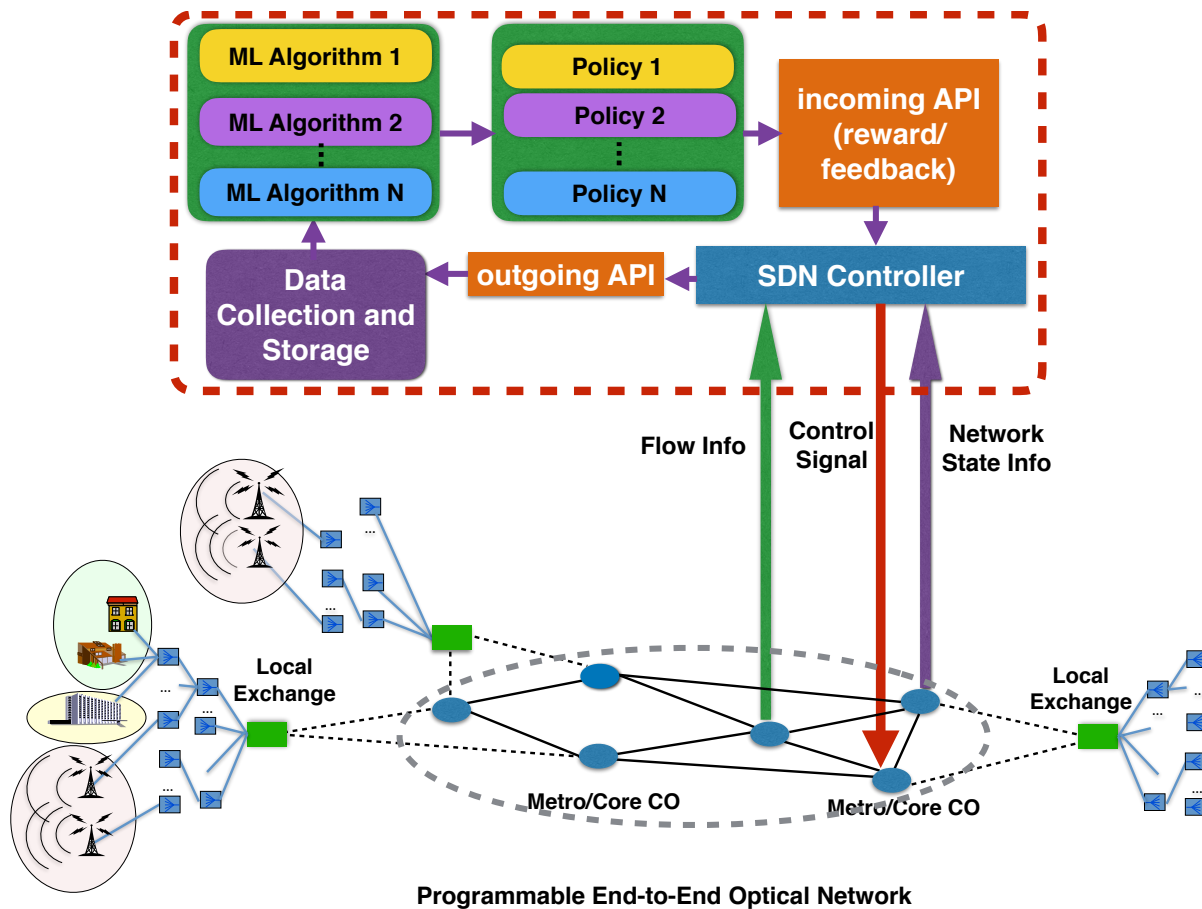 ML Algorithm 1
ML Algorithm 2
ML Algorithm N
Policy 1
Policy 2
Policy N
incoming API
(reward/
feedback)
Data
Collection and
Storage
outgoing API
SDN Controller
Flow Info
Control
Signal
Network
State Info
...
...
...
...
...
...
Local
Exchange
Local
Exchange
...
...
...
Metro/Core CO
Metro/Core CO
Programmable End-to-End Optical Network